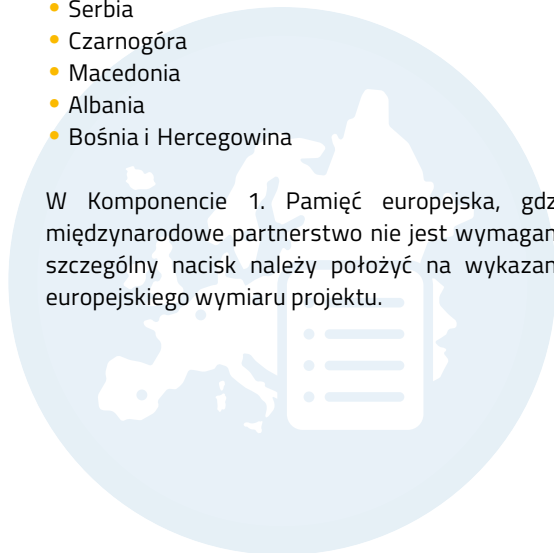 • Serbia
• Czarnogóra
• Macedonia
• Albania
• Bośnia i Hercegowina
W Komponencie 1. Pamięć europejska, gdz
międzynarodowe partnerstwo nie jest wymagan
szczególny nacisk należy położyć na wykazan
europejskiego wymiaru projektu.